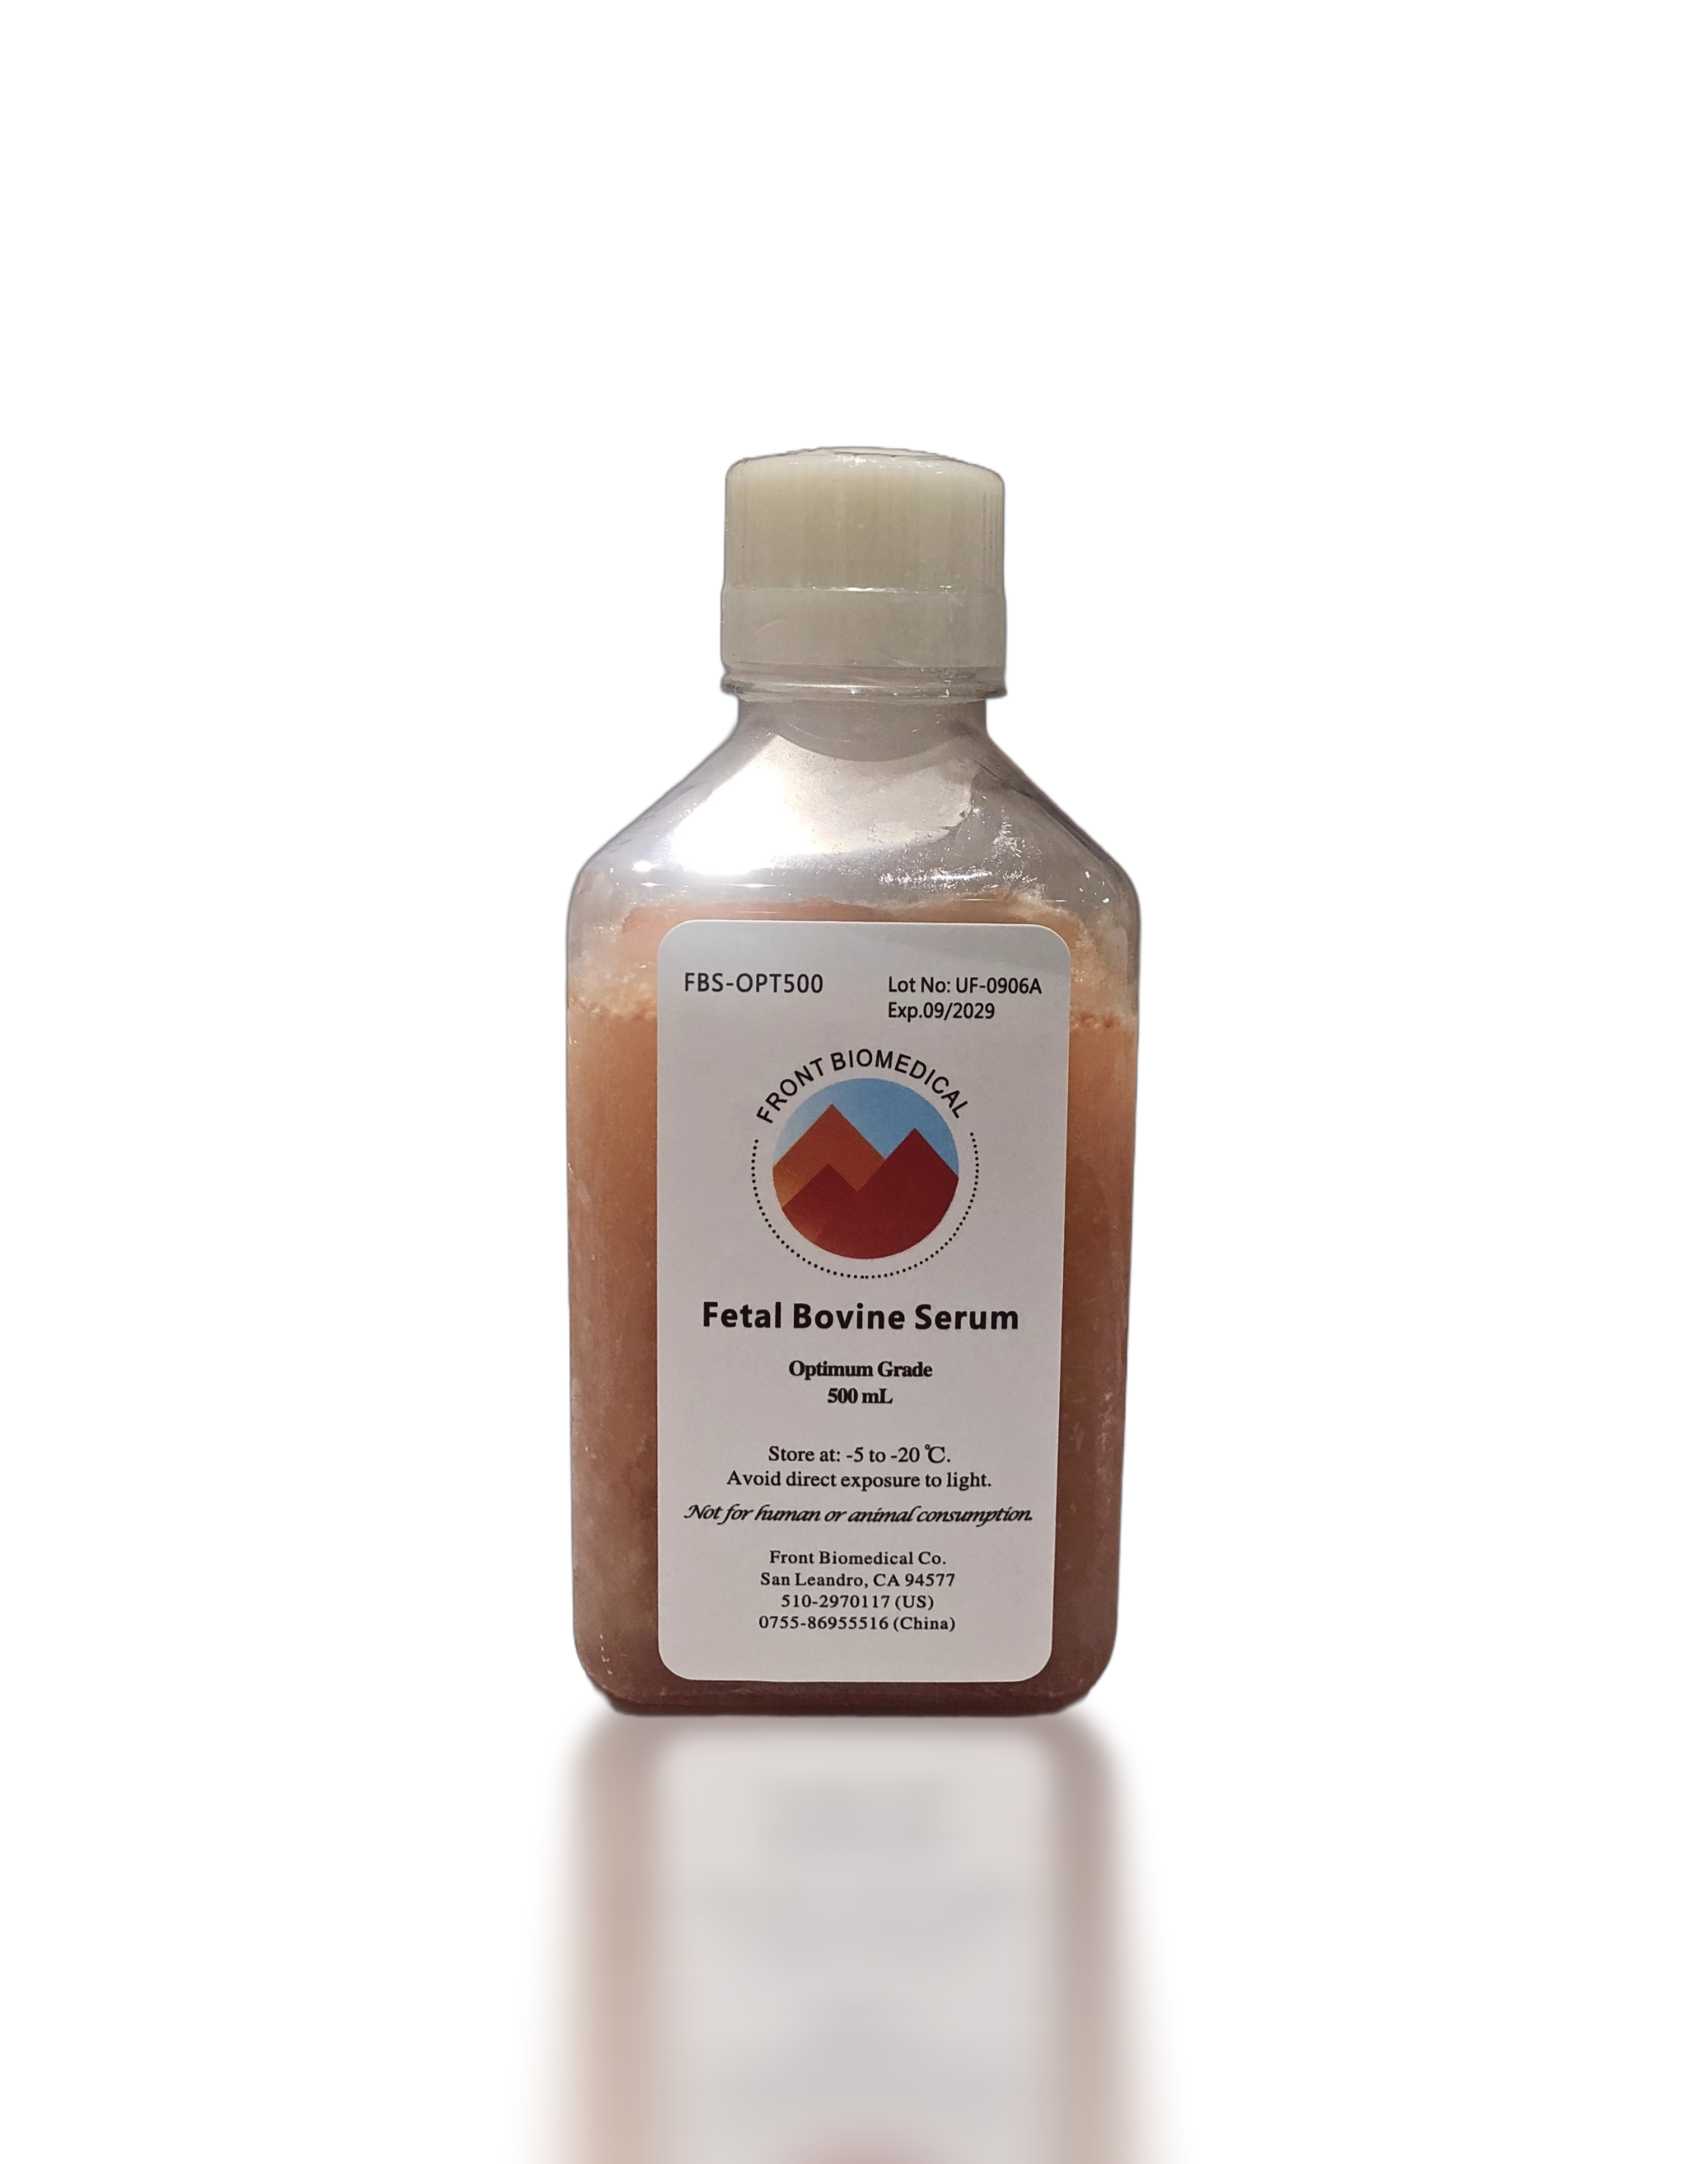 FBS-OPT500
Lot No: UF-0906A
Exp.09/2029
FRONT BIOMEDICAL
Fetal Bovine Serum
Optimum Grade
500 mL
Store at: -5 to -20 ℃.
Avoid direct exposure to light.
Not for human or animal consumption.
Front Biomedical Co.
San Leandro, CA 94577
510-2970117 (US)
0755-86955516 (China)